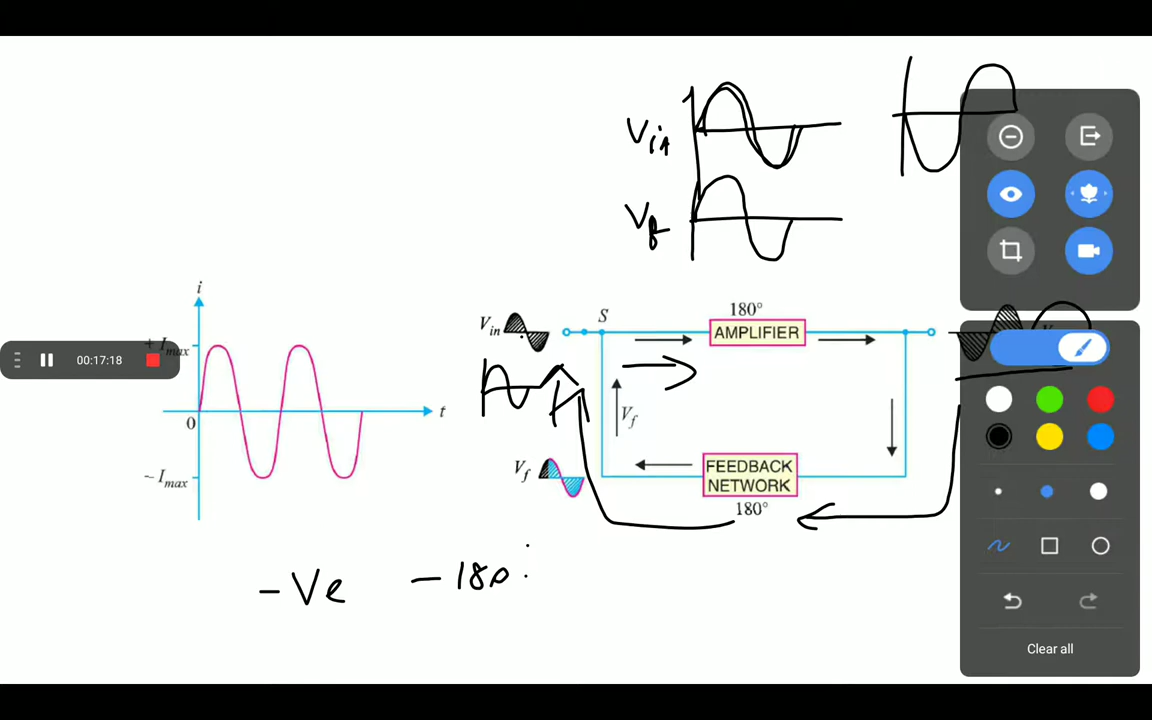 Vin
Vf
i
+ Imax
00:17:18
0
t
- Imax
Vin
S
180°
AMPLIFIER
Vf
Vf
FEEDBACK
NETWORK
180°
-Ve
- 180
Clear all